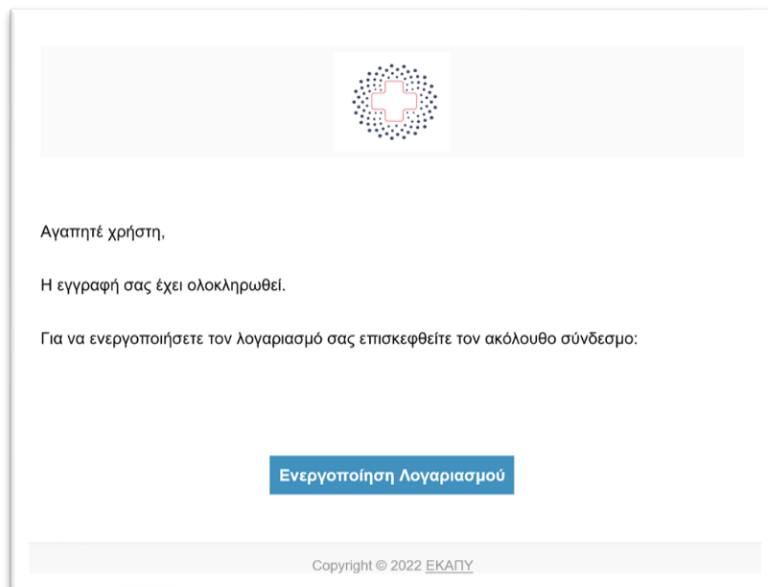 Αγαπητέ χρήστη,
Η εγγραφή σας έχει ολοκληρωθεί.
Για να ενεργοποιήσετε τον λογαριασμό σας επισκεφθείτε τον ακόλουθο σύνδεσμο:
Ενεργοποίηση Λογαριασμού
Copyright © 2022 ΕΚΑΠΥ